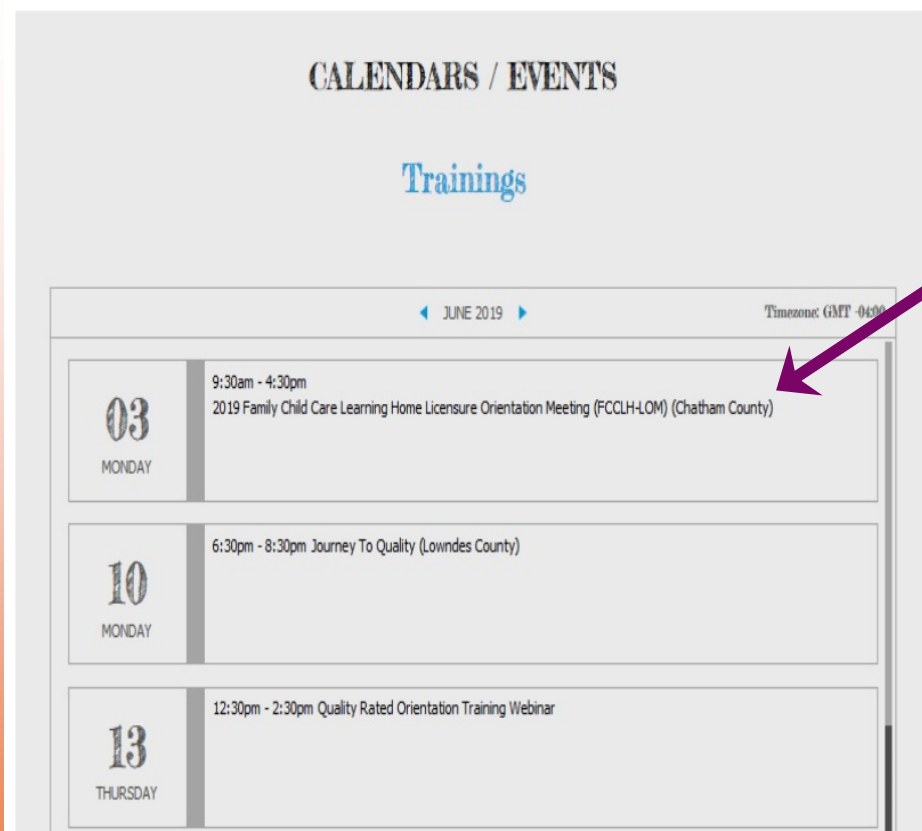 CALENDARS / EVENTS
Trainings
JUNE 2019
Timezone: GMT -04:00
03
MONDAY
9:30am - 4:30pm
2019 Family Child Care Learning Home Licensure Orientation Meeting (FCCLH-LOM) (Chatham County)
10
MONDAY
6:30pm - 8:30pm Journey To Quality (Lowndes County)
13
THURSDAY
12:30pm - 2:30pm Quality Rated Orientation Training Webinar